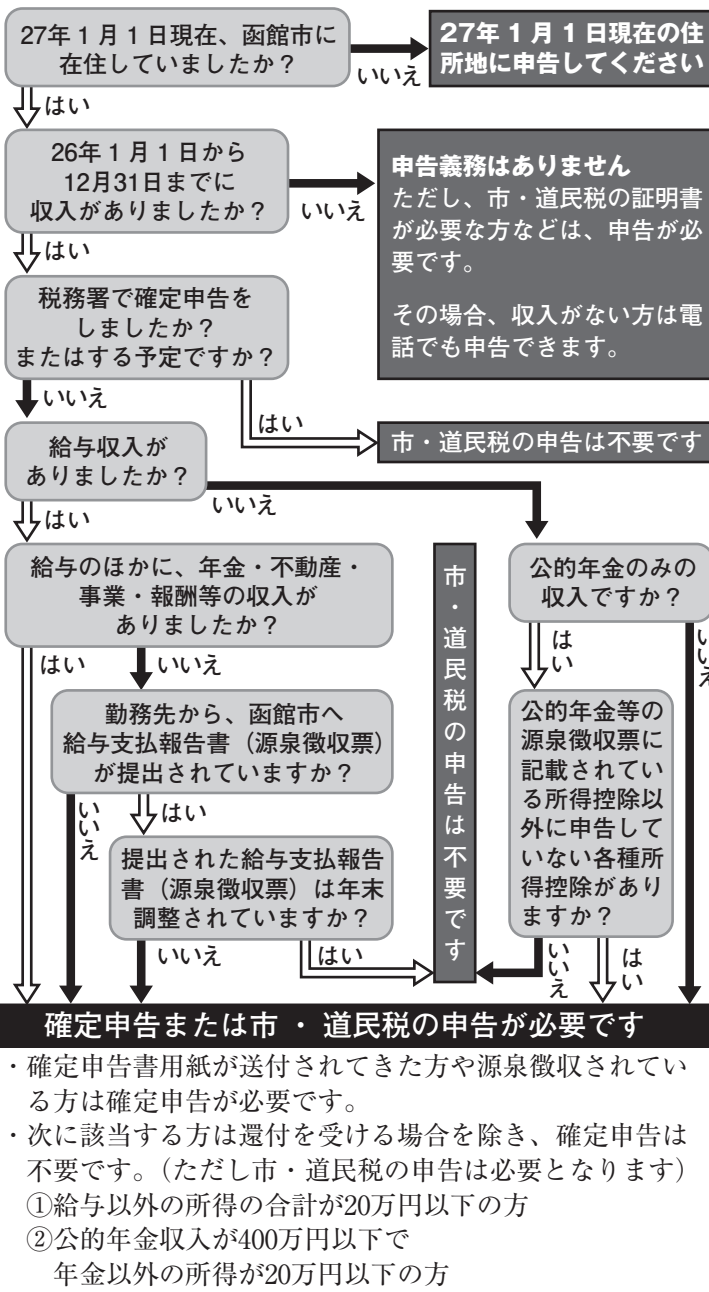 27年1月1日現在、函館市に
在住していましたか？
いいえ
27年1月1日現在の住
所地に申告してください
はい
26年1月1日から
12月31日までに
収入がありましたか？
いいえ
申告義務はありません
ただし、市・道民税の証明書
が必要な方などは、申告が必
要です。
その場合、収入がない方は電
話でも申告できます。
はい
税務署で確定申告を
しましたか？
またはする予定ですか？
いいえ
はい
市・道民税の申告は不要です
給与収入が
ありましたか？
いいえ
はい
給与のほかに、年金・不動産・
事業・報酬等の収入が
ありましたか？
はい
いいえ
勤務先から、函館市へ
給与支払報告書（源泉徴収票）
が提出されていますか？
いいえ
はい
提出された給与支払報告
書（源泉徴収票）は年末
調整されていますか？
いいえ
はい
市・道民税の申告は不要です
公的年金のみの
収入ですか？
はい
いいえ
公的年金等の
源泉徴収票に
記載されてい
る所得控除以
外に申告して
いない各種所
得控除があり
ますか？
いいえ
はい
確定申告または市・道民税の申告が必要です
・確定申告書用紙が送付されてきた方や源泉徴収されてい
る方は確定申告が必要です。
・次に該当する方は還付を受ける場合を除き、確定申告は
不要です。（ただし市・道民税の申告は必要となります）
①給与以外の所得の合計が20万円以下の方
②公的年金収入が400万円以下で
年金以外の所得が20万円以下の方